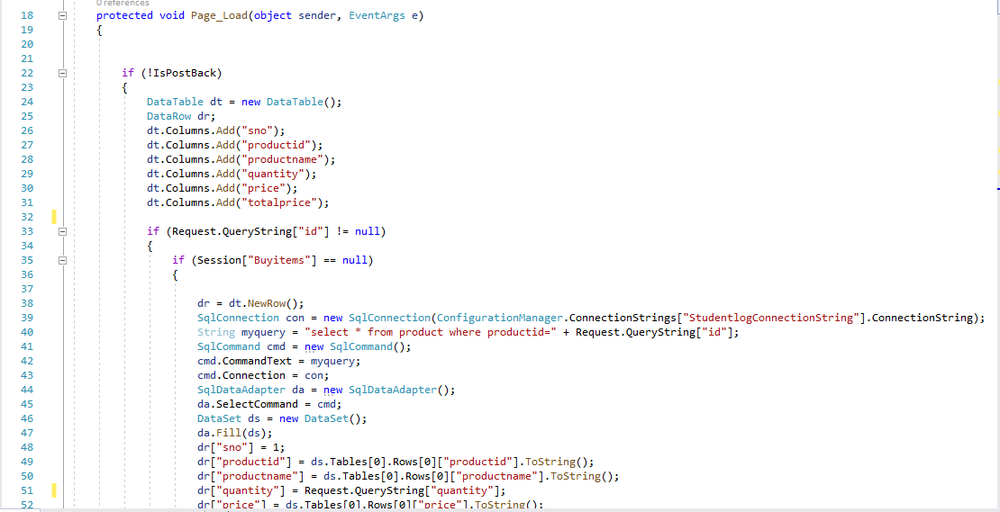 0 references
18 protected void Page_Load(object sender, EventArgs e)
19 {
20
21
22 if (!IsPostBack)
23 {
24 DataTable dt = new DataTable();
25 DataRow dr;
26 dt.Columns.Add("sno");
27 dt.Columns.Add("productid");
28 dt.Columns.Add("productname");
29 dt.Columns.Add("quantity");
30 dt.Columns.Add("price");
31 dt.Columns.Add("totalprice");
32
33 if (Request.QueryString["id"] != null)
34 {
35 if (Session["Buyitems"] == null)
36 {
37
38 dr = dt.NewRow();
39 SqlConnection con = new SqlConnection(ConfigurationManager.ConnectionStrings["StudentlogConnectionString"].ConnectionString);
40 String myquery = "select * from product where productid=" + Request.QueryString["id"];
41 SqlCommand cmd = new SqlCommand();
42 cmd.CommandText = myquery;
43 cmd.Connection = con;
44 SqlDataAdapter da = new SqlDataAdapter();
45 da.SelectCommand = cmd;
46 DataSet ds = new DataSet();
47 da.Fill(ds);
48 dr["sno"] = 1;
49 dr["productid"] = ds.Tables[0].Rows[0]["productid"].ToString();
50 dr["productname"] = ds.Tables[0].Rows[0]["productname"].ToString();
51 dr["quantity"] = Request.QueryString["quantity"];
52 dr["price"] = ds.Tables[0].Rows[0]["price"].ToString();